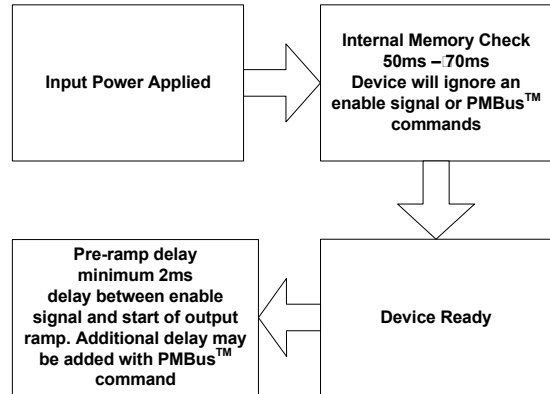 Input Power Applied
Internal Memory Check
50ms – 70ms
Device will ignore an
enable signal or PMBus™
commands
Device Ready
Pre-ramp delay
minimum 2ms
delay between enable
signal and start of output
ramp. Additional delay may
be added with PMBus™
command